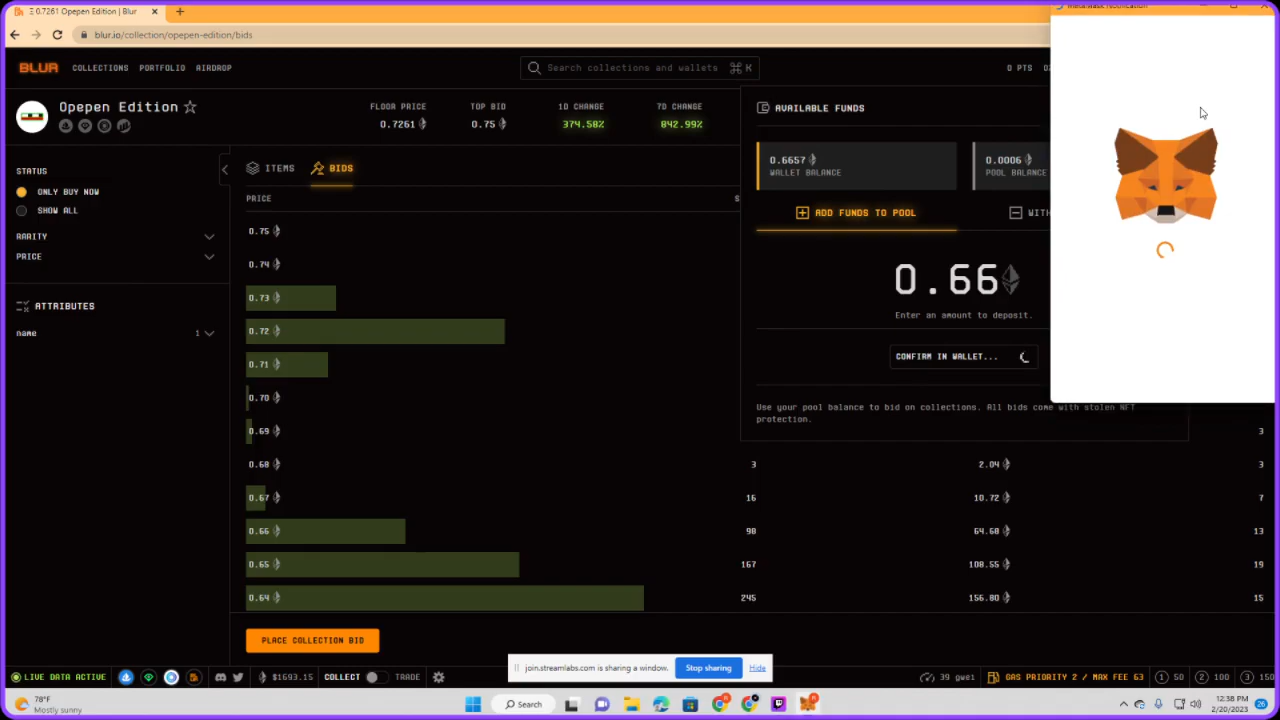 Ξ 0.7261 Opepen Edition | Blur
blur.io/collection/opepen-edition/bids
BLUR
COLLECTIONS
PORTFOLIO
AIRDROP
Search collections and wallets
⌘ K
0 PTS
Opepen Edition
FLOOR PRICE
0.7261
TOP BID
0.75
1D CHANGE
374.58%
7D CHANGE
842.99%
AVAILABLE FUNDS
0.6657
WALLET BALANCE
0.0006
POOL BALANCE
ADD FUNDS TO POOL
WITH
0.66
Enter an amount to deposit.
CONFIRM IN WALLET...
Use your pool balance to bid on collections. All bids come with stolen NFT
protection.
STATUS
ONLY BUY NOW
SHOW ALL
RARITY
PRICE
ATTRIBUTES
name
1
ITEMS
BIDS
PRICE
S
0.75
0.74
0.73
0.72
0.71
0.70
0.69 3
0.68 3 2.04 3
0.67 16 10.72 7
0.66 98 64.68 13
0.65 167 108.55 19
0.64 245 156.80 15
PLACE COLLECTION BID
join.streamlabs.com is sharing a window.
Stop sharing
Hide
LIVE DATA ACTIVE
$1693.15
COLLECT
TRADE
39 gwei
GAS PRIORITY 2 / MAX FEE 63
1 50
2 100
3 150
78°F
Mostly sunny
Search
12:38 PM
2/20/2023
26